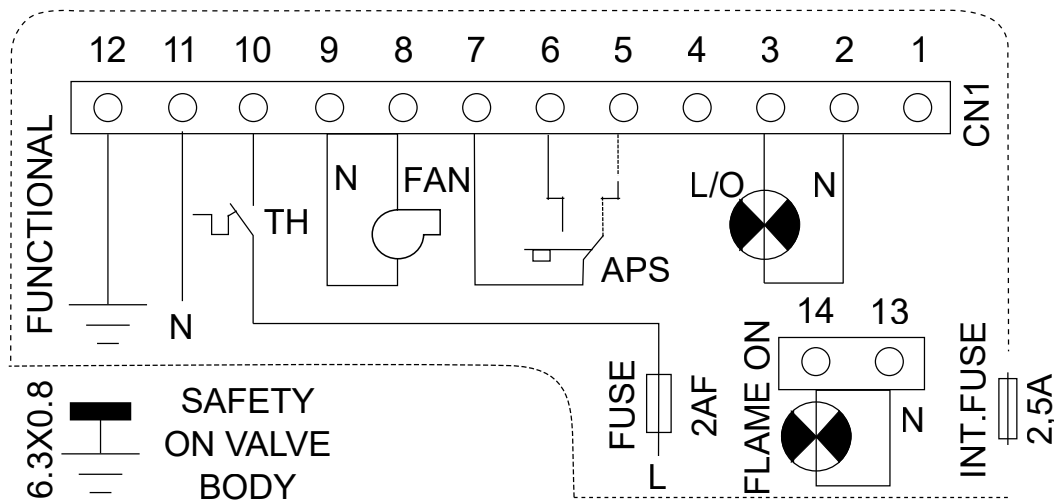 12 11 10 9 8 7 6 5 4 3 2 1
CN1
FUNCTIONAL
N
FAN
L/O
N
TH
APS
N
14 13
FLAME ON
N
INT.FUSE
2,5A
FUSE
2AF
L
6.3X0.8
SAFETY
ON VALVE
BODY